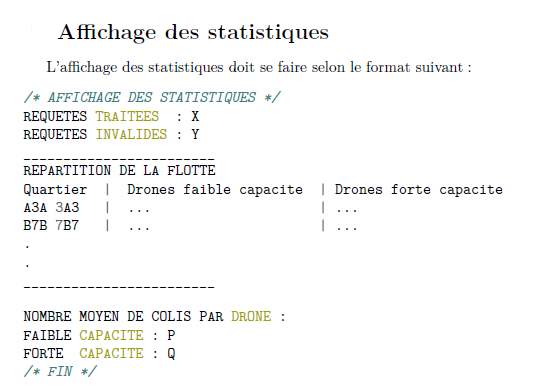 Affichage des statistiques
L'affichage des statistiques doit se faire selon le format suivant :
/* AFFICHAGE DES STATISTIQUES */
REQUETES TRAITEES  : X
REQUETES INVALIDES : Y
________________________
REPARTITION DE LA FLOTTE
Quartier  |  Drones faible capacite  | Drones forte capacite
A3A 3A3   |  ...                     | ...
B7B 7B7   |  ...                     | ...
.
.
________________________
NOMBRE MOYEN DE COLIS PAR DRONE :
FAIBLE CAPACITE : P
FORTE  CAPACITE : Q
/* FIN */